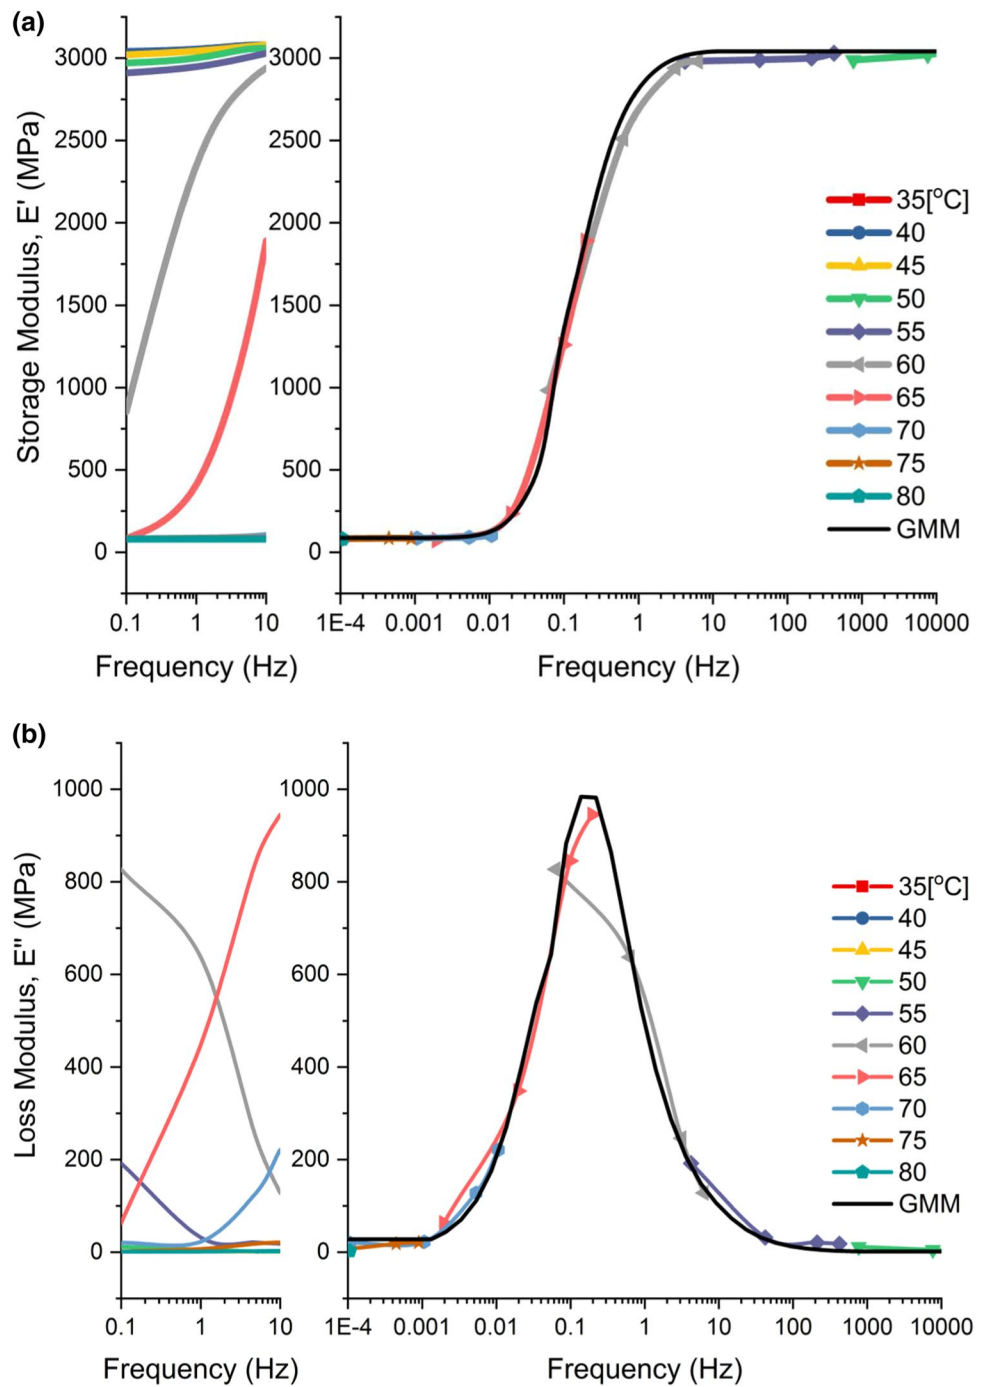 (a)
3000
2500
2000
1500
1000
500
0
Storage Modulus, E' (MPa)
0.1 1 10
Frequency (Hz)
3000
2500
2000
1500
1000
500
0
1E-4 0.001 0.01 0.1 1 10 100 1000 10000
Frequency (Hz)
35[°C]
40
45
50
55
60
65
70
75
80
GMM
(b)
1000
800
600
400
200
0
Loss Modulus, E" (MPa)
0.1 1 10
Frequency (Hz)
1000
800
600
400
200
0
1E-4 0.001 0.01 0.1 1 10 100 1000 10000
Frequency (Hz)
35[°C]
40
45
50
55
60
65
70
75
80
GMM